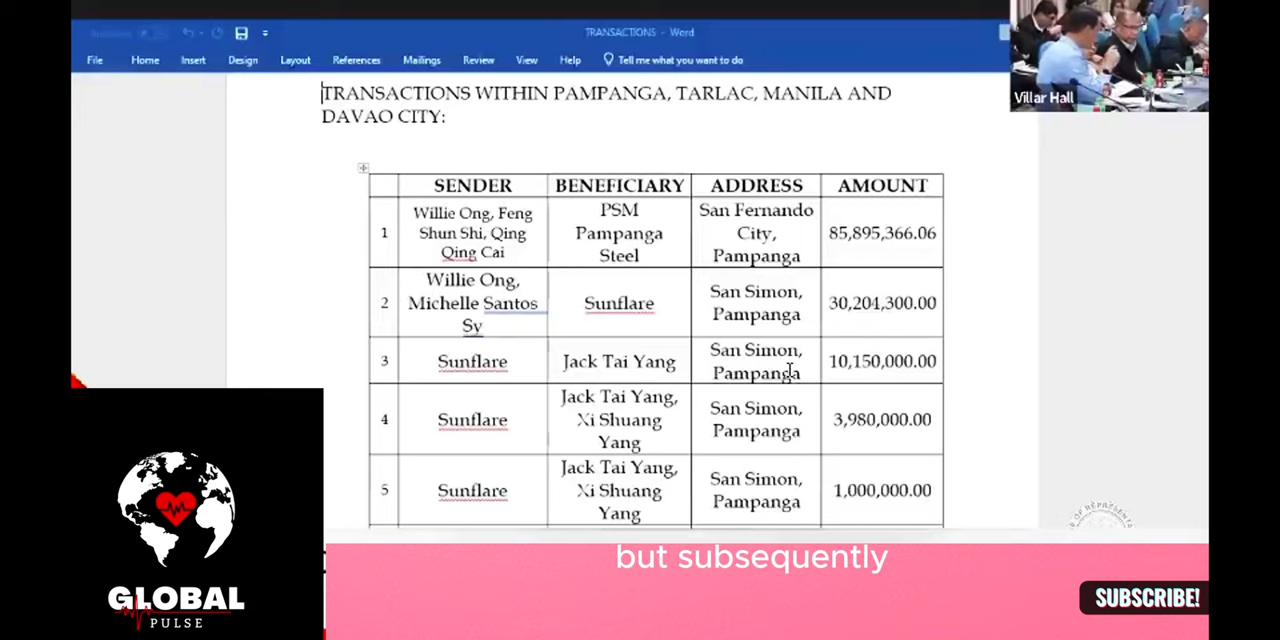 TRANSACTIONS - Word
File Home Insert Design Layout References Mailings Review View Help Tell me what you want to do
Villar Hall
TRANSACTIONS WITHIN PAMPANGA, TARLAC, MANILA AND
DAVAO CITY:
SENDER BENEFICIARY ADDRESS AMOUNT
1 Willie Ong, Feng Shun Shi, Qing Qing Cai PSM Pampanga Steel San Fernando City, Pampanga 85,895,366.06
2 Willie Ong, Michelle Santos Sy Sunflare San Simon, Pampanga 30,204,300.00
3 Sunflare Jack Tai Yang San Simon, Pampanga 10,150,000.00
4 Sunflare Jack Tai Yang, Xi Shuang Yang San Simon, Pampanga 3,980,000.00
5 Sunflare Jack Tai Yang, Xi Shuang Yang San Simon, Pampanga 1,000,000.00
but subsequently
GLOBAL
PULSE
SUBSCRIBE!